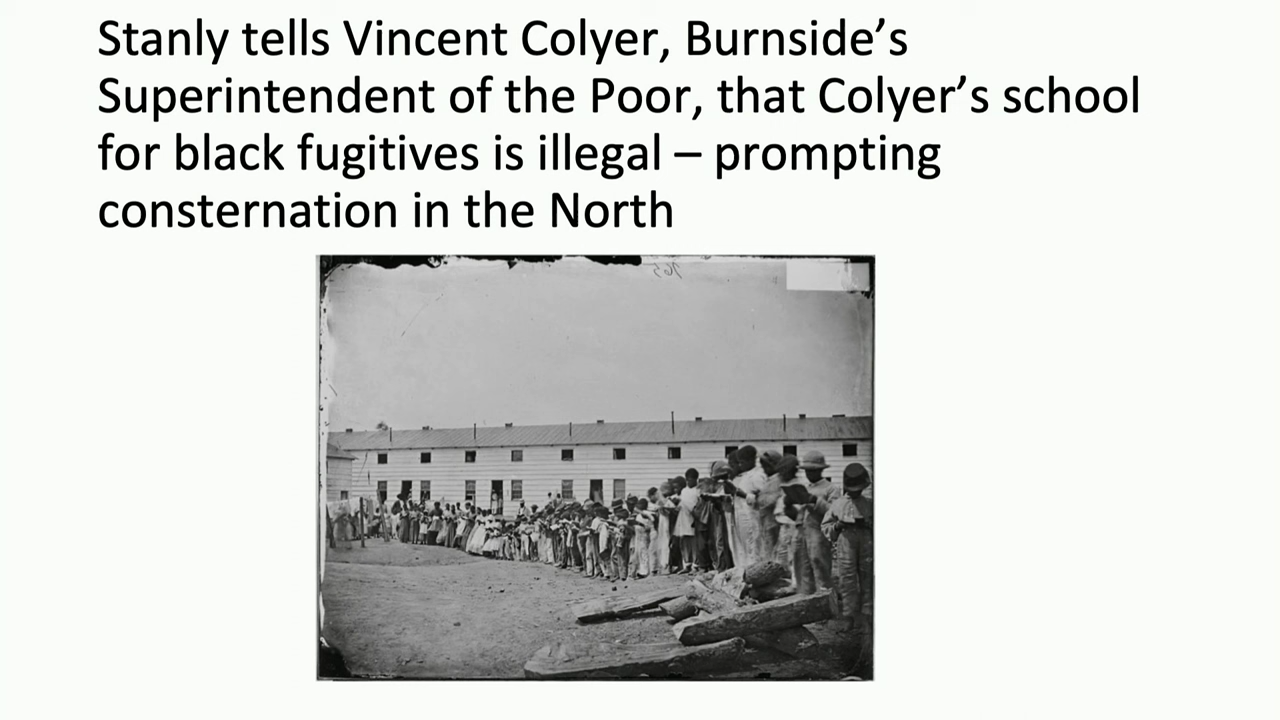 Stanly tells Vincent Colyer, Burnside’s
Superintendent of the Poor, that Colyer’s school
for black fugitives is illegal – prompting
consternation in the North
765